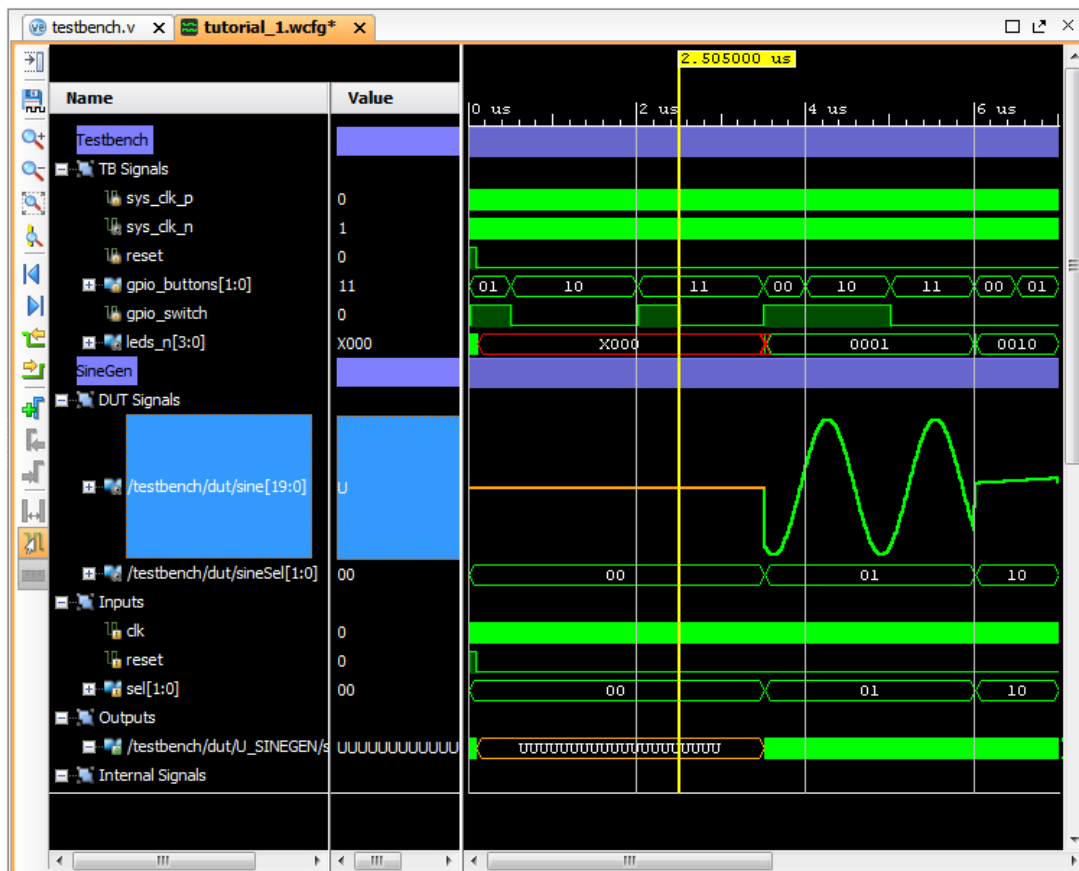 testbench.v tutorial_1.wcfg*
2.505000 us
Name Value 0 us 2 us 4 us 6 us
Testbench
TB Signals
sys_clk_p 0
sys_clk_n 1
reset 0
gpio_buttons[1:0] 11 01 10 11 00 10 11 00 01
gpio_switch 0
leds_n[3:0] X000 X000 0001 0010
SineGen
DUT Signals
/testbench/dut/sine[19:0] U
/testbench/dut/sineSel[1:0] 00 00 01 10
Inputs
clk 0
reset 0
sel[1:0] 00 00 01 10
Outputs
/testbench/dut/U_SINEGEN/s UUUUUUUUUUUU UUUUUUUUUUUUUUUUUUUU
Internal Signals